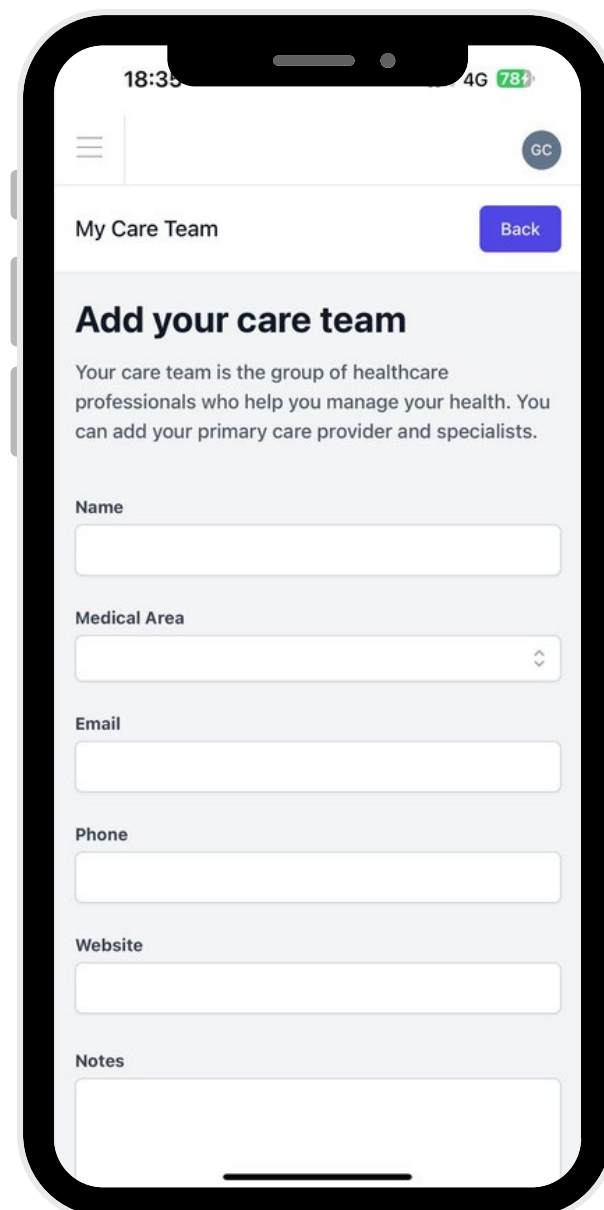 18:35 4G 78
GC
My Care Team Back
Add your care team
Your care team is the group of healthcare
professionals who help you manage your health. You
can add your primary care provider and specialists.
Name
Medical Area
Email
Phone
Website
Notes